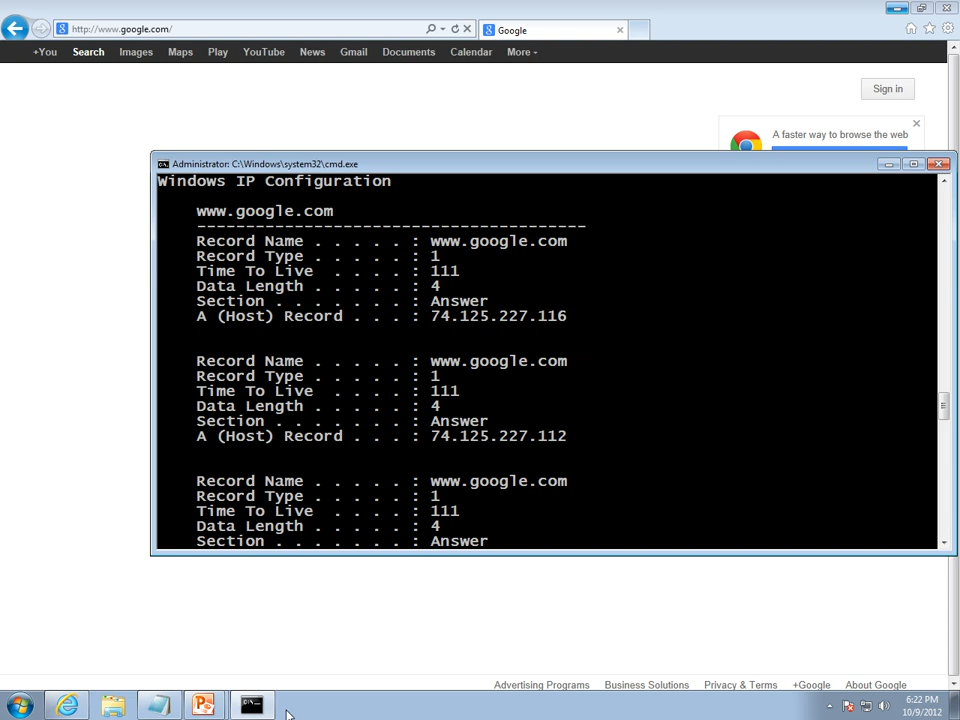 http://www.google.com/
Google
+You Search Images Maps Play YouTube News Gmail Documents Calendar More
Sign in
A faster way to browse the web
Administrator: C:\Windows\system32\cmd.exe
Windows IP Configuration
www.google.com
----------------------------------------
Record Name . . . . . : www.google.com
Record Type . . . . . : 1
Time To Live  . . . . : 111
Data Length . . . . . : 4
Section . . . . . . . : Answer
A (Host) Record . . . : 74.125.227.116
Record Name . . . . . : www.google.com
Record Type . . . . . : 1
Time To Live  . . . . : 111
Data Length . . . . . : 4
Section . . . . . . . : Answer
A (Host) Record . . . : 74.125.227.112
Record Name . . . . . : www.google.com
Record Type . . . . . : 1
Time To Live  . . . . : 111
Data Length . . . . . : 4
Section . . . . . . . : Answer
Advertising Programs Business Solutions Privacy & Terms +Google About Google
6:22 PM
10/9/2012